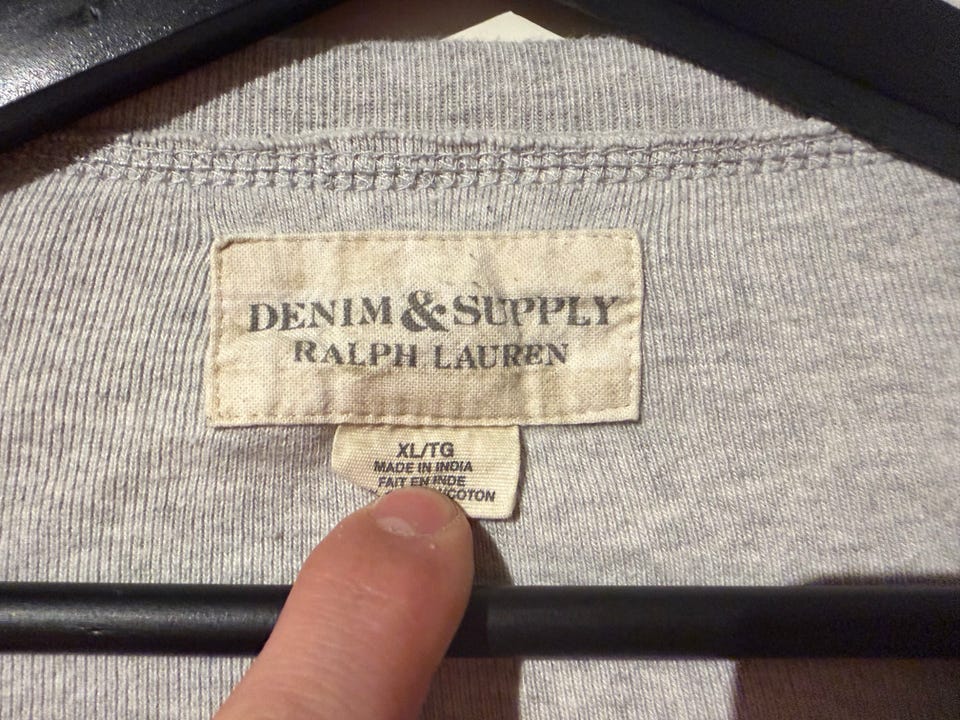 DENIM & SUPPLY
RALPH LAUREN
XL/TG
MADE IN INDIA
FAIT EN INDE
COTON